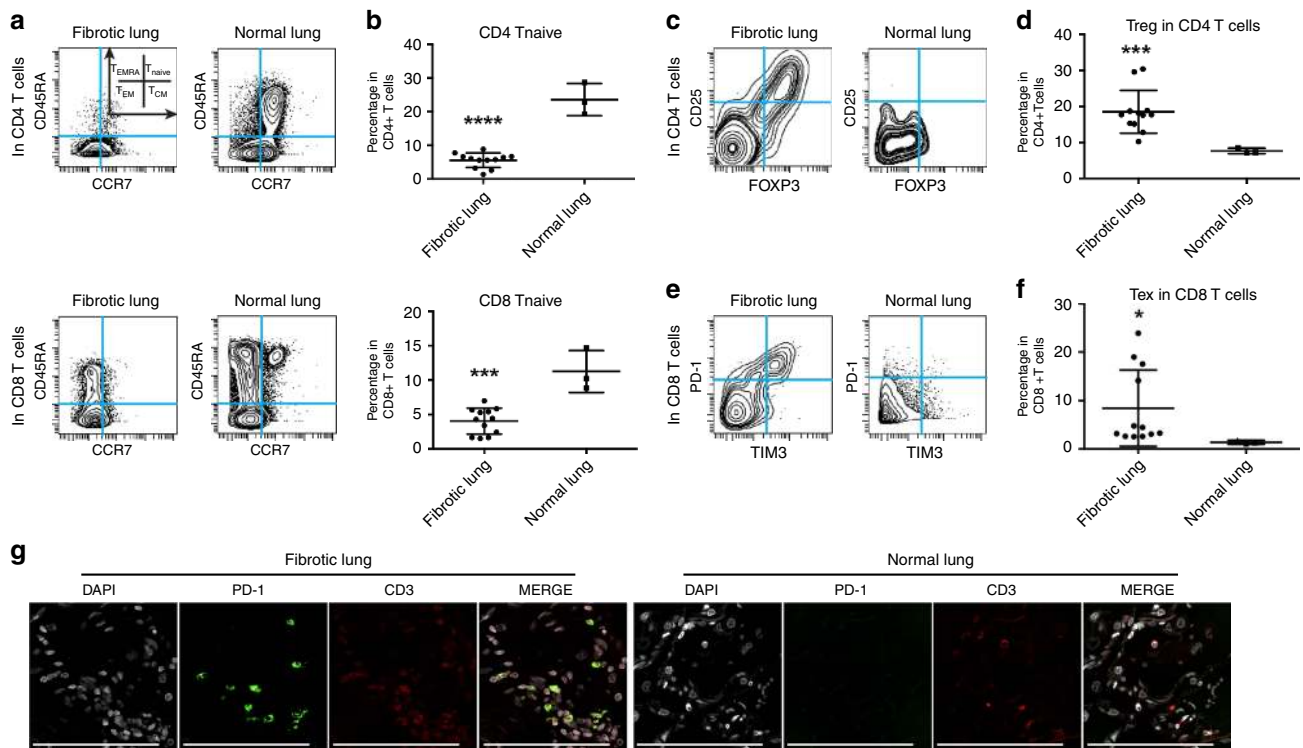 a
Fibrotic lung
Normal lung
In CD4 T cells
CD45RA
TEMRA
Tnaive
TEM
TCM
CCR7
CD45RA
CCR7
b
CD4 Tnaive
Percentage in
CD4+ T cells
40
30
20
10
0
****
Fibrotic lung
Normal lung
c
Fibrotic lung
Normal lung
In CD4 T cells
CD25
FOXP3
CD25
FOXP3
d
Treg in CD4 T cells
Percentage in
CD4+Tcells
40
30
20
10
0
***
Fibrotic lung
Normal lung
Fibrotic lung
Normal lung
In CD8 T cells
CD45RA
CCR7
CD45RA
CCR7
CD8 Tnaive
Percentage in
CD8+ T cells
20
15
10
5
0
***
Fibrotic lung
Normal lung
e
Fibrotic lung
Normal lung
In CD8 T cells
PD-1
TIM3
PD-1
TIM3
f
Tex in CD8 T cells
Percentage in
CD8 +T cells
30
20
10
0
*
Fibrotic lung
Normal lung
g
Fibrotic lung
Normal lung
DAPI
PD-1
CD3
MERGE
DAPI
PD-1
CD3
MERGE